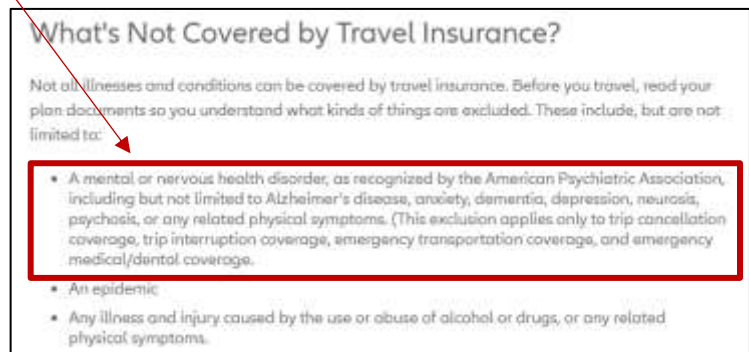 What's Not Covered by Travel Insurance?
Not all illnesses and conditions can be covered by travel insurance. Before you travel, read your
plan documents so you understand what kinds of things are excluded. These include, but are not
limited to:
• A mental or nervous health disorder, as recognized by the American Psychiatric Association,
including but not limited to Alzheimer's disease, anxiety, dementia, depression, neurosis,
psychosis, or any related physical symptoms. (This exclusion applies only to trip cancellation
coverage, trip interruption coverage, emergency transportation coverage, and emergency
medical/dental coverage.
• An epidemic
• Any illness and injury caused by the use or abuse of alcohol or drugs, or any related
physical symptoms.